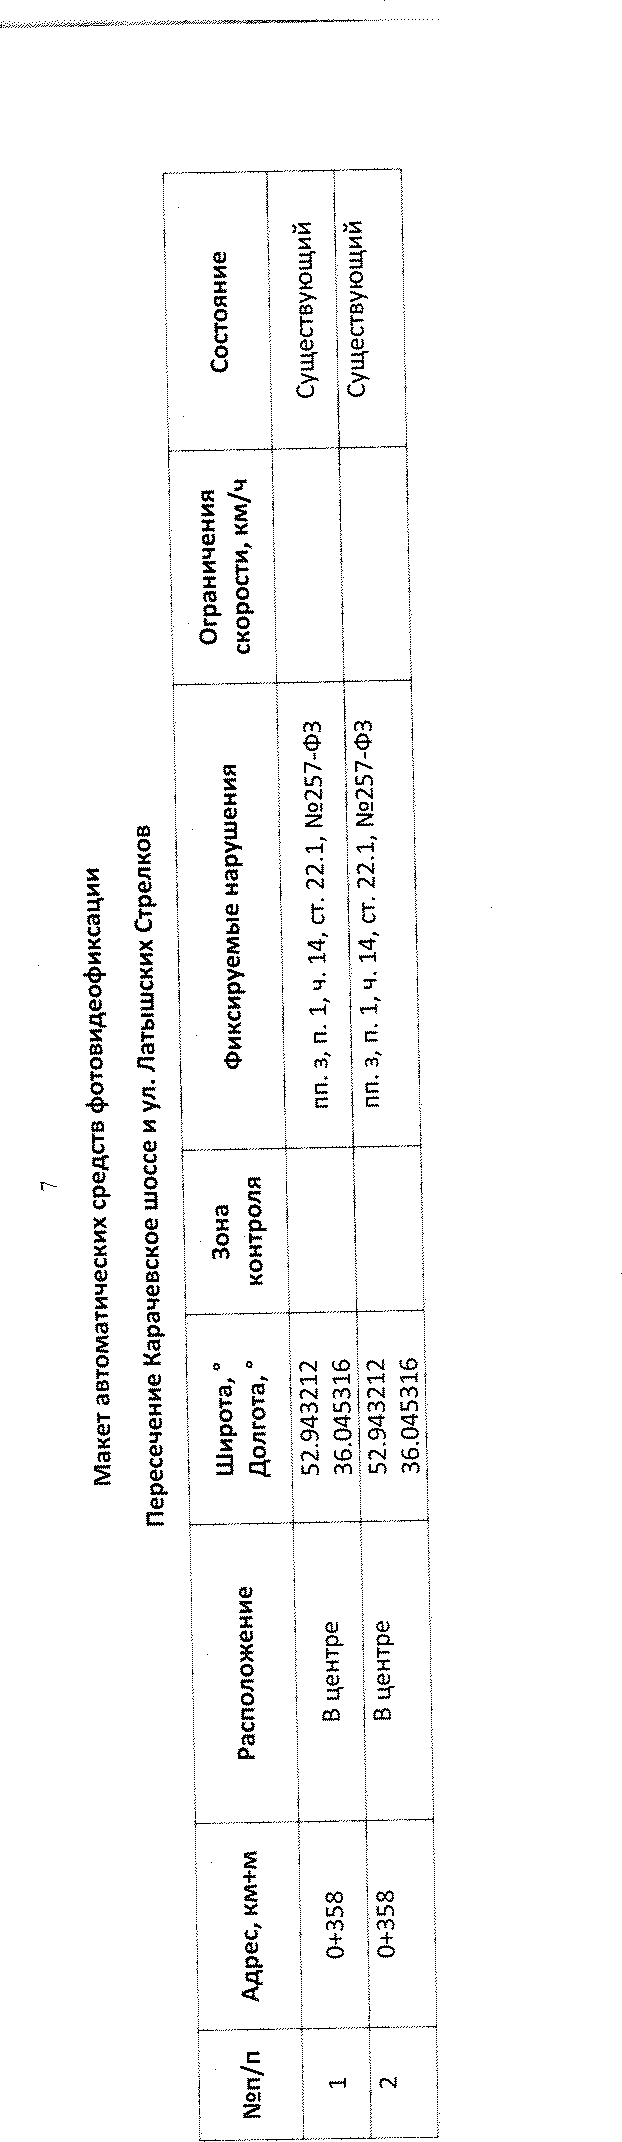 7
Макет автоматических средств фотовидеофиксации
Пересечение Карачевское шоссе и ул. Латышских Стрелков
№п/п Адрес, км+м Расположение Широта, ° Долгота, ° Зона контроля Фиксируемые нарушения Ограничения скорости, км/ч Состояние
1 0+358 В центре 52.943212 36.045316 пп. 3, п. 1, ч. 14, ст. 22.1, №257-ФЗ Существующий
2 0+358 В центре 52.943212 36.045316 пп. 3, п. 1, ч. 14, ст. 22.1, №257-ФЗ Существующий